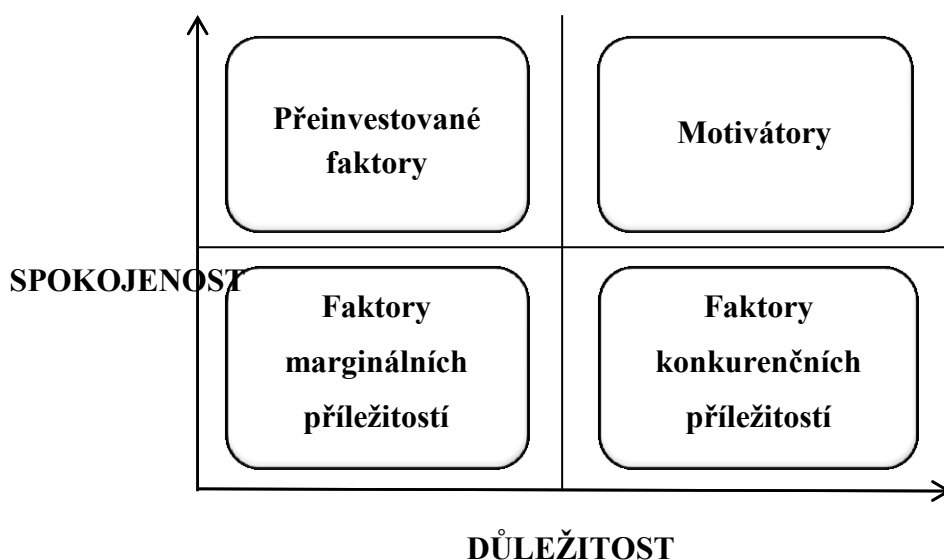 Přeinvestované
faktory
Motivátory
SPOKOJENOST
Faktory
marginálních
příležitostí
Faktory
konkurenčních
příležitostí
DŮLEŽITOST